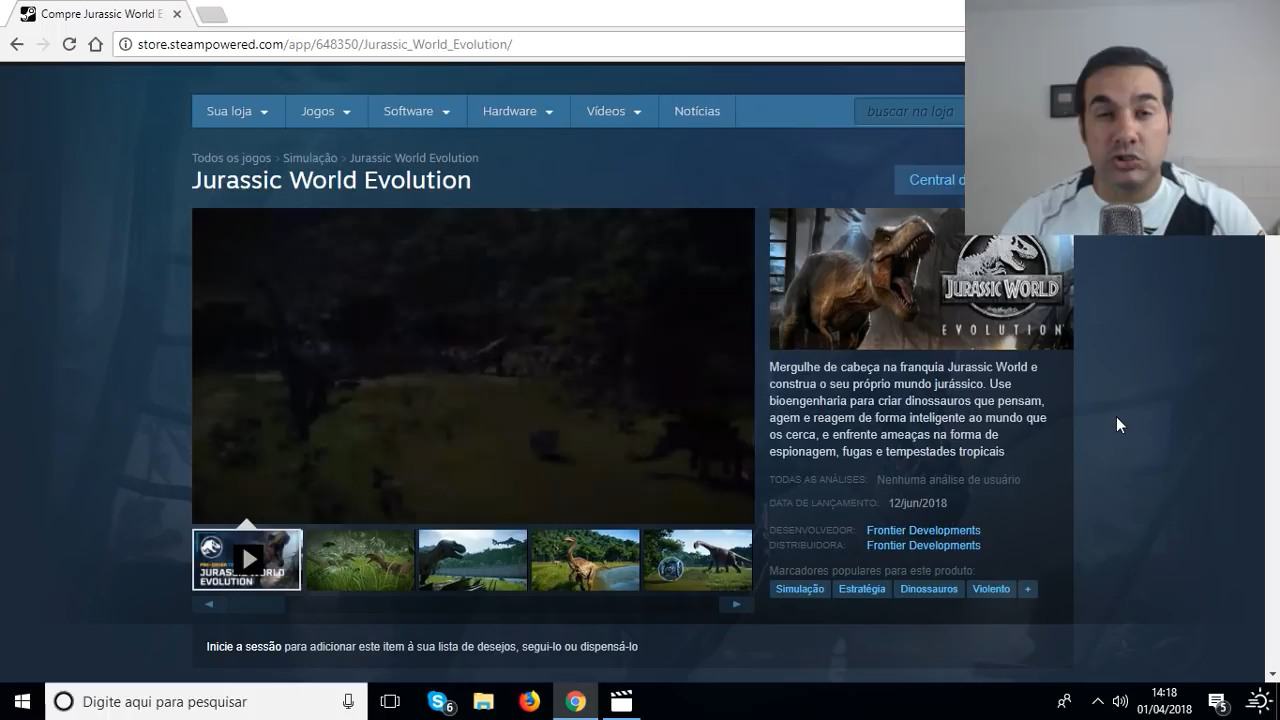 Compre Jurassic World E
store.steampowered.com/app/648350/Jurassic_World_Evolution/
Sua loja
Jogos
Software
Hardware
Vídeos
Notícias
buscar na loja
Todos os jogos > Simulação > Jurassic World Evolution
Jurassic World Evolution
Central d
JURASSIC WORLD
EVOLUTION
Mergulhe de cabeça na franquia Jurassic World e
construa o seu próprio mundo jurássico. Use
bioengenharia para criar dinossauros que pensam,
agem e reagem de forma inteligente ao mundo que
os cerca, e enfrente ameaças na forma de
espionagem, fugas e tempestades tropicais
TODAS AS ANÁLISES: Nenhuma análise de usuário
DATA DE LANÇAMENTO: 12/jun/2018
DESENVOLVEDOR: Frontier Developments
DISTRIBUIDORA: Frontier Developments
Marcadores populares para este produto:
Simulação Estratégia Dinossauros Violento +
PRE-ORDER
JURASSIC WORLD
EVOLUTION
Inicie a sessão para adicionar este item à sua lista de desejos, segui-lo ou dispensá-lo
Digite aqui para pesquisar
6
14:18
01/04/2018
5